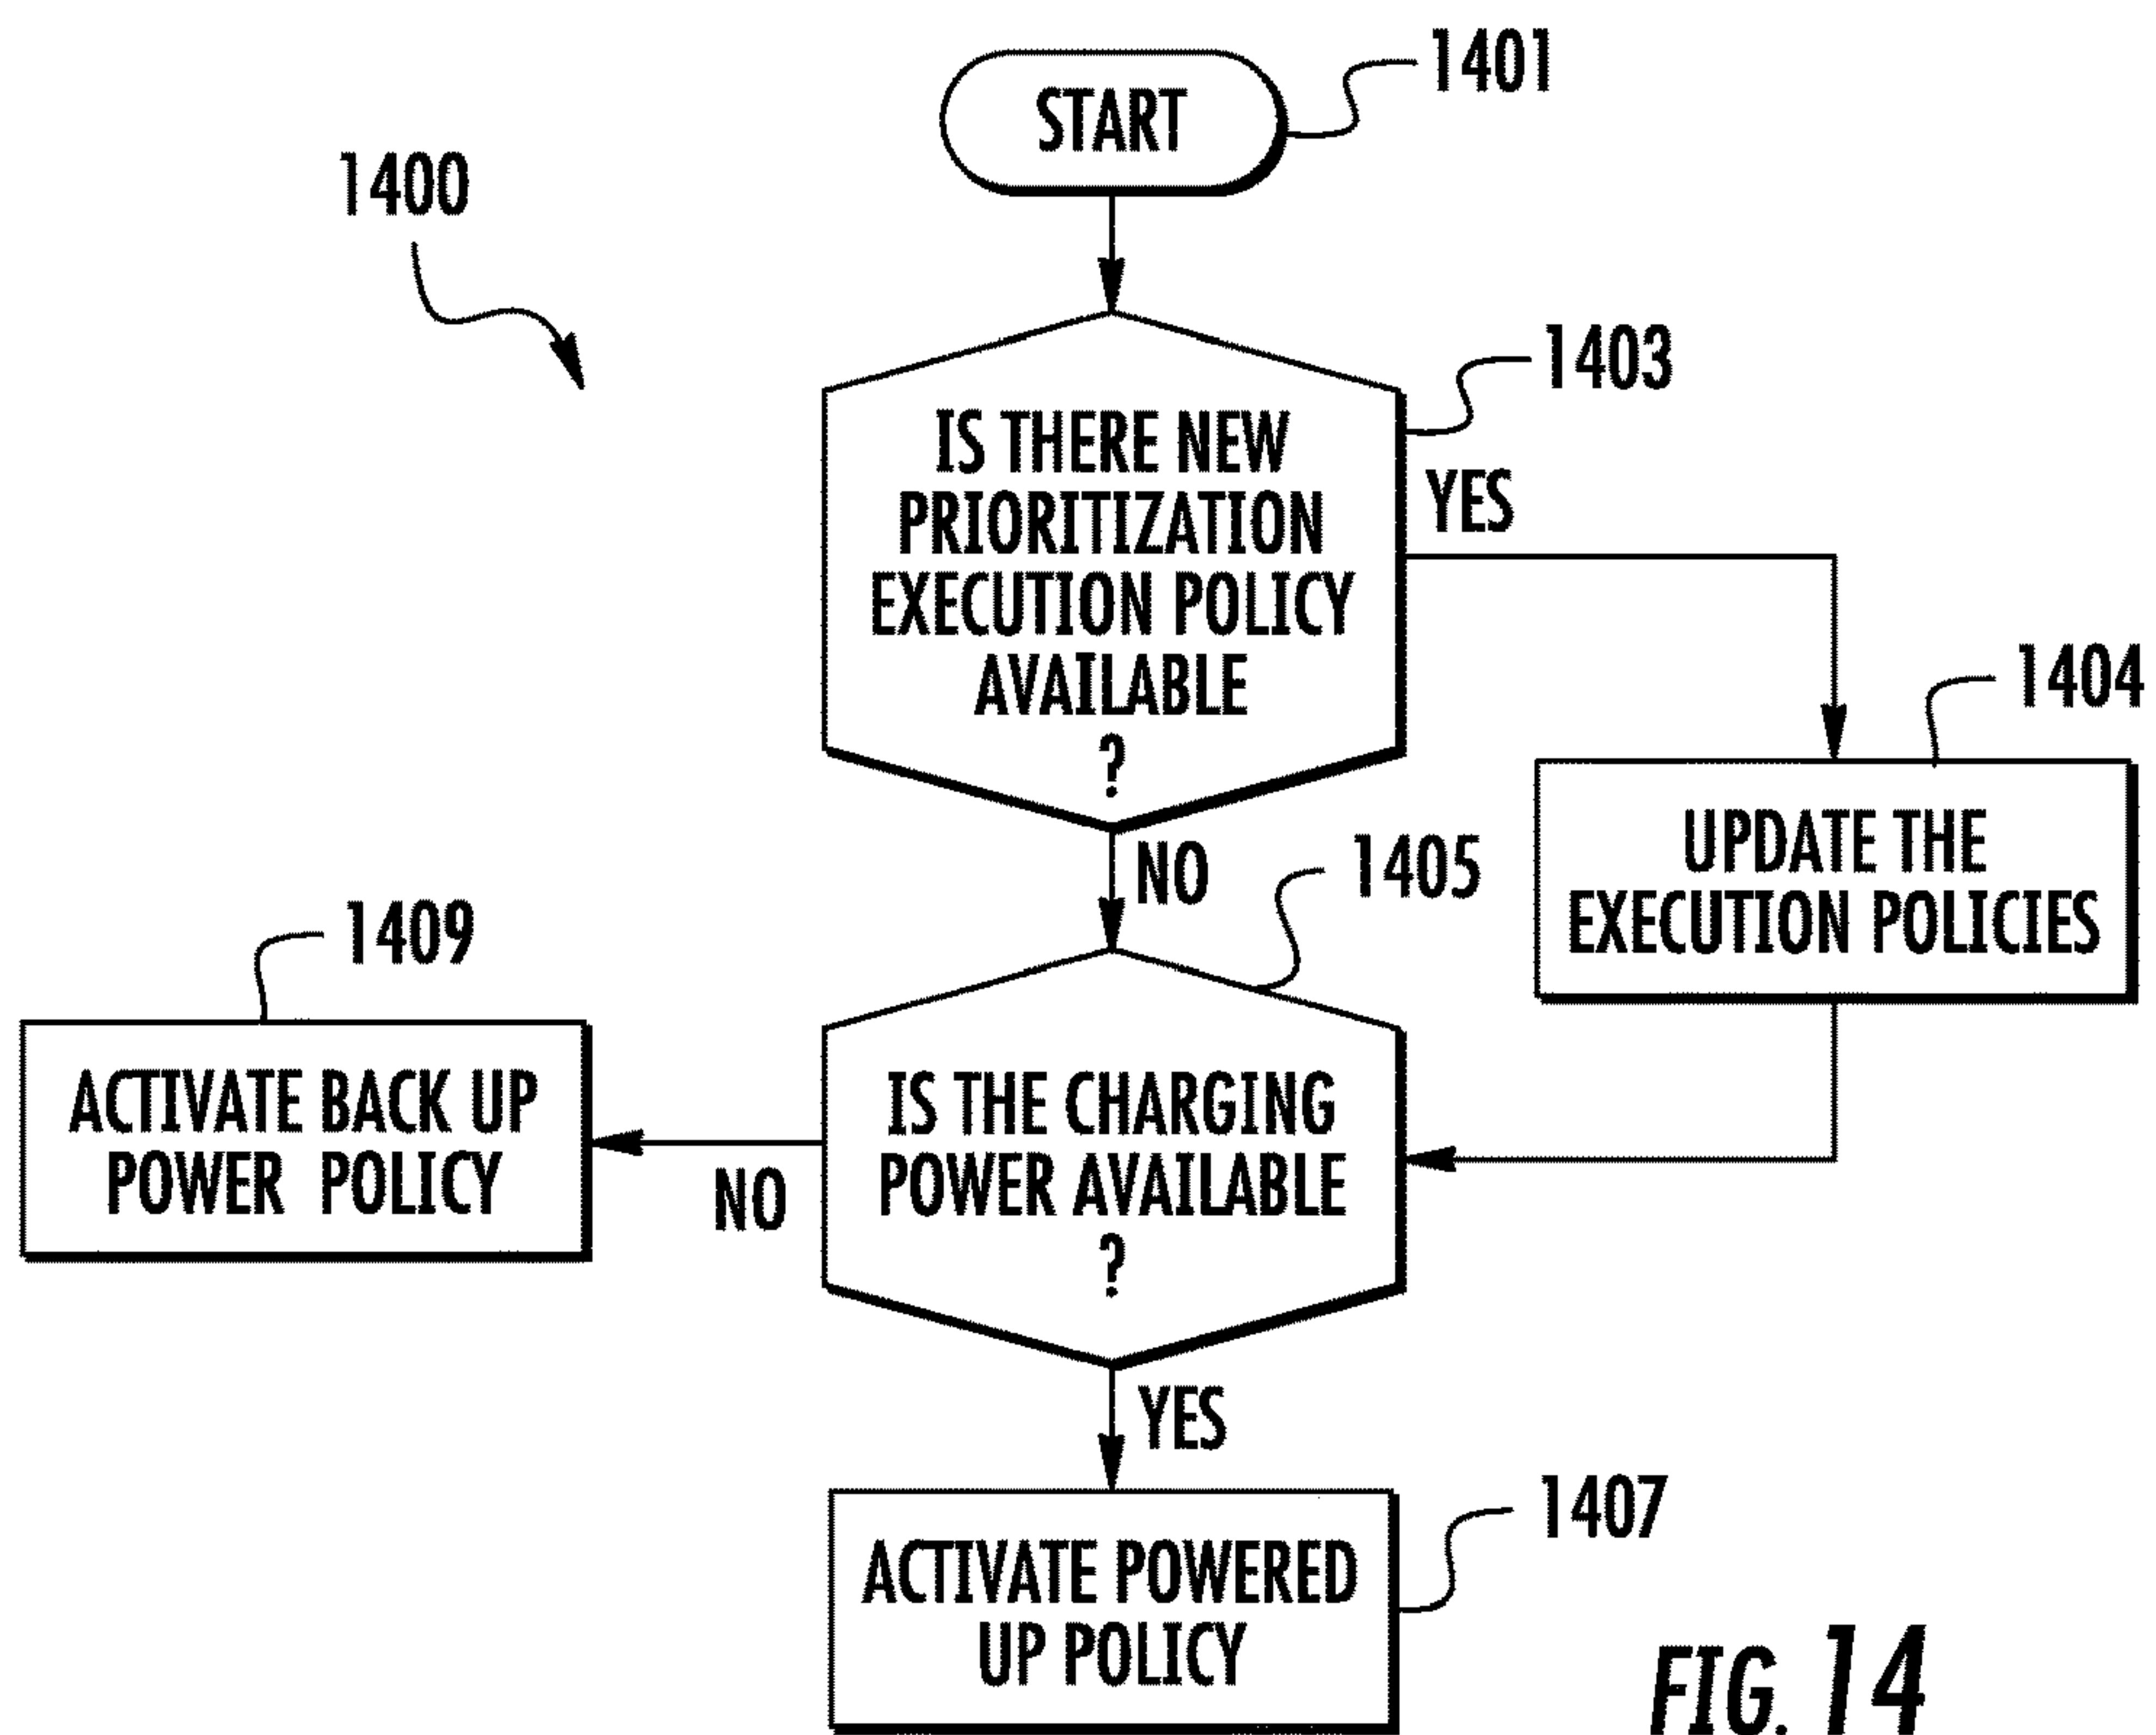 1401
START
1400
1403
IS THERE NEW
PRIORITIZATION
EXECUTION POLICY
AVAILABLE
?
YES
1404
UPDATE THE
EXECUTION POLICIES
NO
1405
1409
ACTIVATE BACK UP
POWER POLICY
IS THE CHARGING
POWER AVAILABLE
?
NO
YES
1407
ACTIVATE POWERED
UP POLICY
FIG. 14